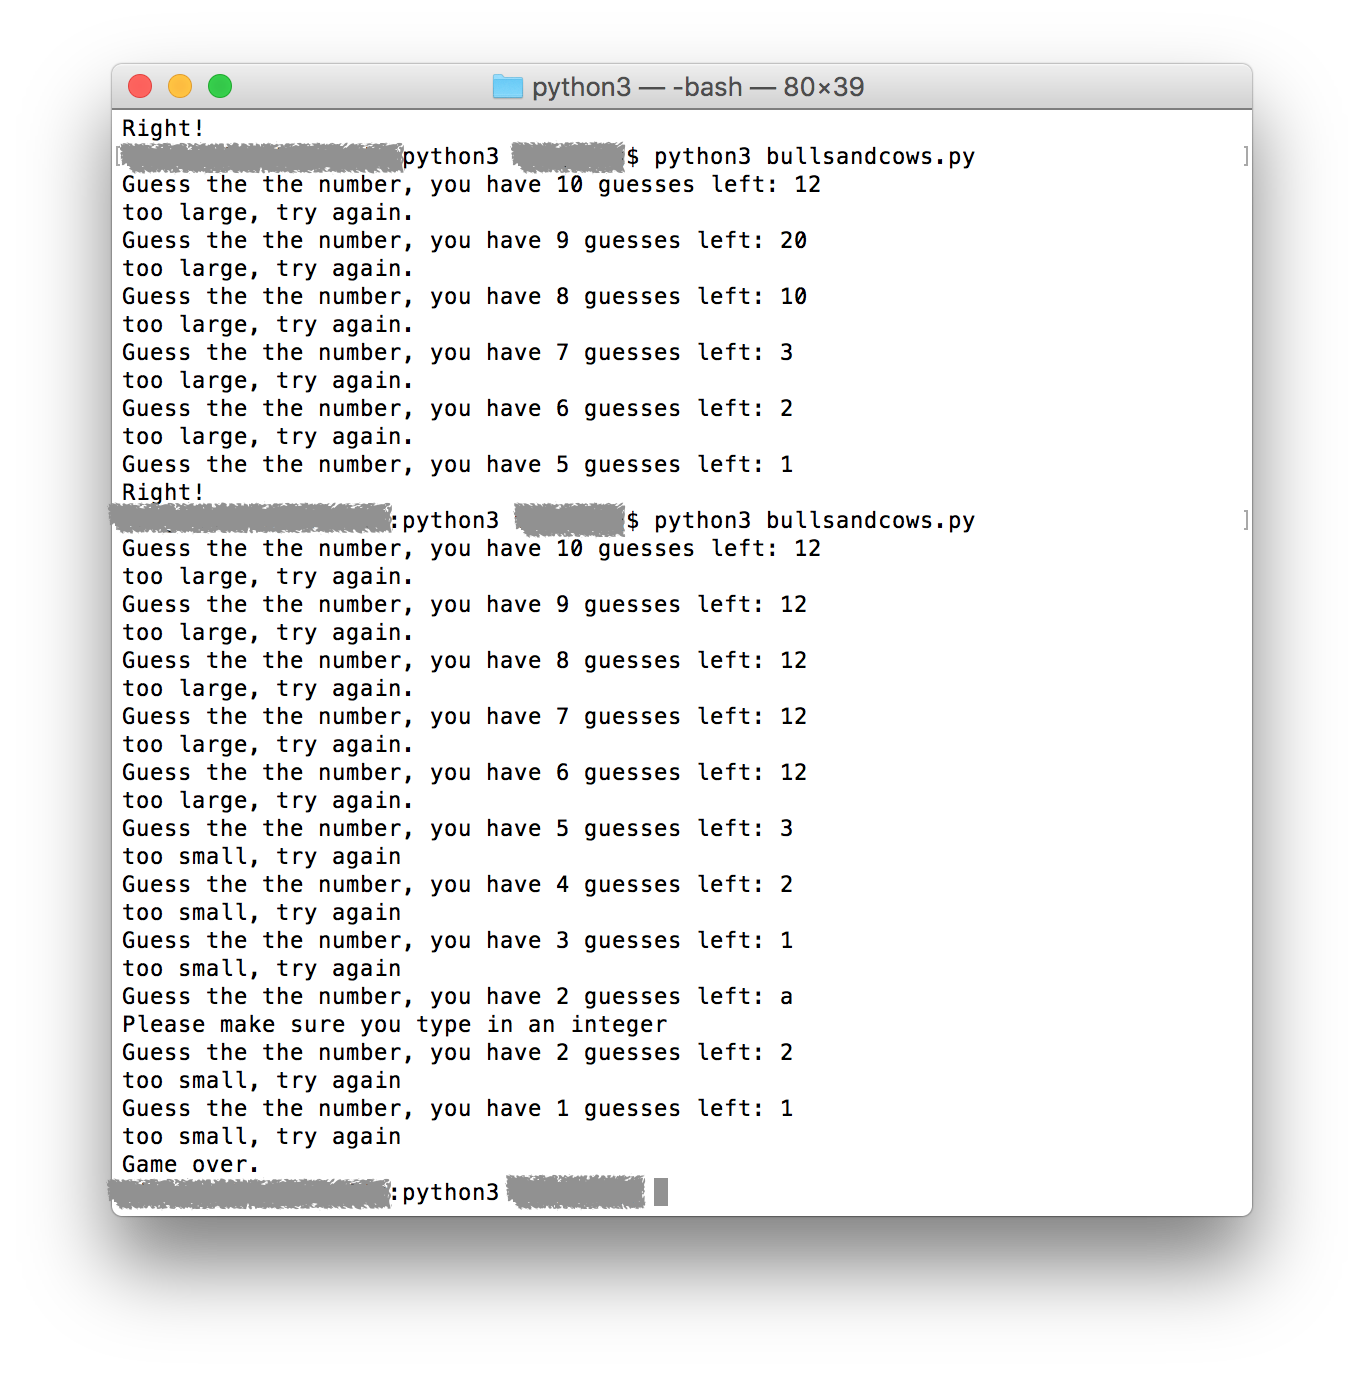 python3 — -bash — 80×39
Right!
[ python3 $ python3 bullsandcows.py ]
Guess the the number, you have 10 guesses left: 12
too large, try again.
Guess the the number, you have 9 guesses left: 20
too large, try again.
Guess the the number, you have 8 guesses left: 10
too large, try again.
Guess the the number, you have 7 guesses left: 3
too large, try again.
Guess the the number, you have 6 guesses left: 2
too large, try again.
Guess the the number, you have 5 guesses left: 1
Right!
:python3 $ python3 bullsandcows.py ]
Guess the the number, you have 10 guesses left: 12
too large, try again.
Guess the the number, you have 9 guesses left: 12
too large, try again.
Guess the the number, you have 8 guesses left: 12
too large, try again.
Guess the the number, you have 7 guesses left: 12
too large, try again.
Guess the the number, you have 6 guesses left: 12
too large, try again.
Guess the the number, you have 5 guesses left: 3
too small, try again
Guess the the number, you have 4 guesses left: 2
too small, try again
Guess the the number, you have 3 guesses left: 1
too small, try again
Guess the the number, you have 2 guesses left: a
Please make sure you type in an integer
Guess the the number, you have 2 guesses left: 2
too small, try again
Guess the the number, you have 1 guesses left: 1
too small, try again
Game over.
:python3